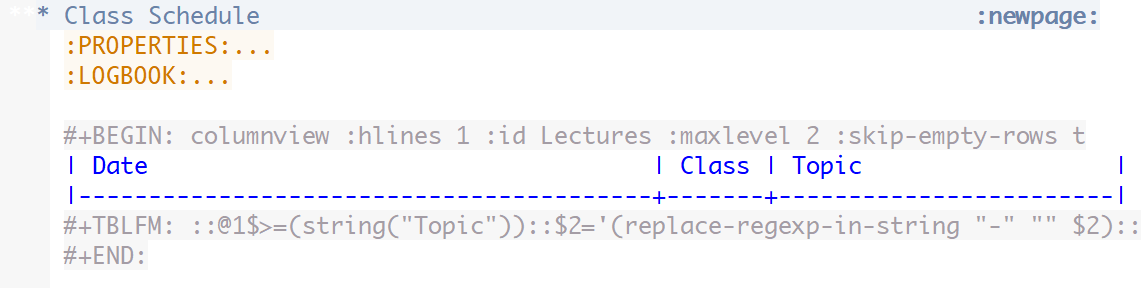 *** Class Schedule :newpage:
:PROPERTIES:...
:LOGBOOK:...
#+BEGIN: columnview :hlines 1 :id Lectures :maxlevel 2 :skip-empty-rows t
| Date | Class | Topic |
|-----------------------------------------+-------+------------------------|
#+TBLFM: ::@1$>=(string("Topic"))::$2='(replace-regexp-in-string "-" "" $2)::
#+END: